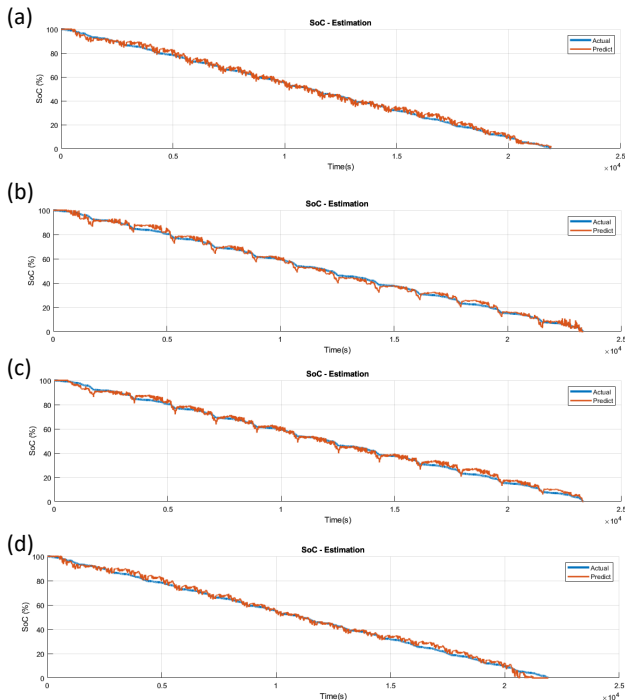 (a)
SoC - Estimation
100
80
60
40
20
0
SoC (%)
Actual
Predict
0 0.5 1 1.5 2 2.5
Time(s)
×10⁴
(b)
SoC - Estimation
100
80
60
40
20
0
SoC (%)
Actual
Predict
0 0.5 1 1.5 2 2.5
Time(s)
×10⁴
(c)
SoC - Estimation
100
80
60
40
20
0
SoC (%)
Actual
Predict
0 0.5 1 1.5 2 2.5
Time(s)
×10⁴
(d)
SoC - Estimation
100
80
60
40
20
0
SoC (%)
Actual
Predict
0 0.5 1 1.5 2 2.5
Time(s)
×10⁴